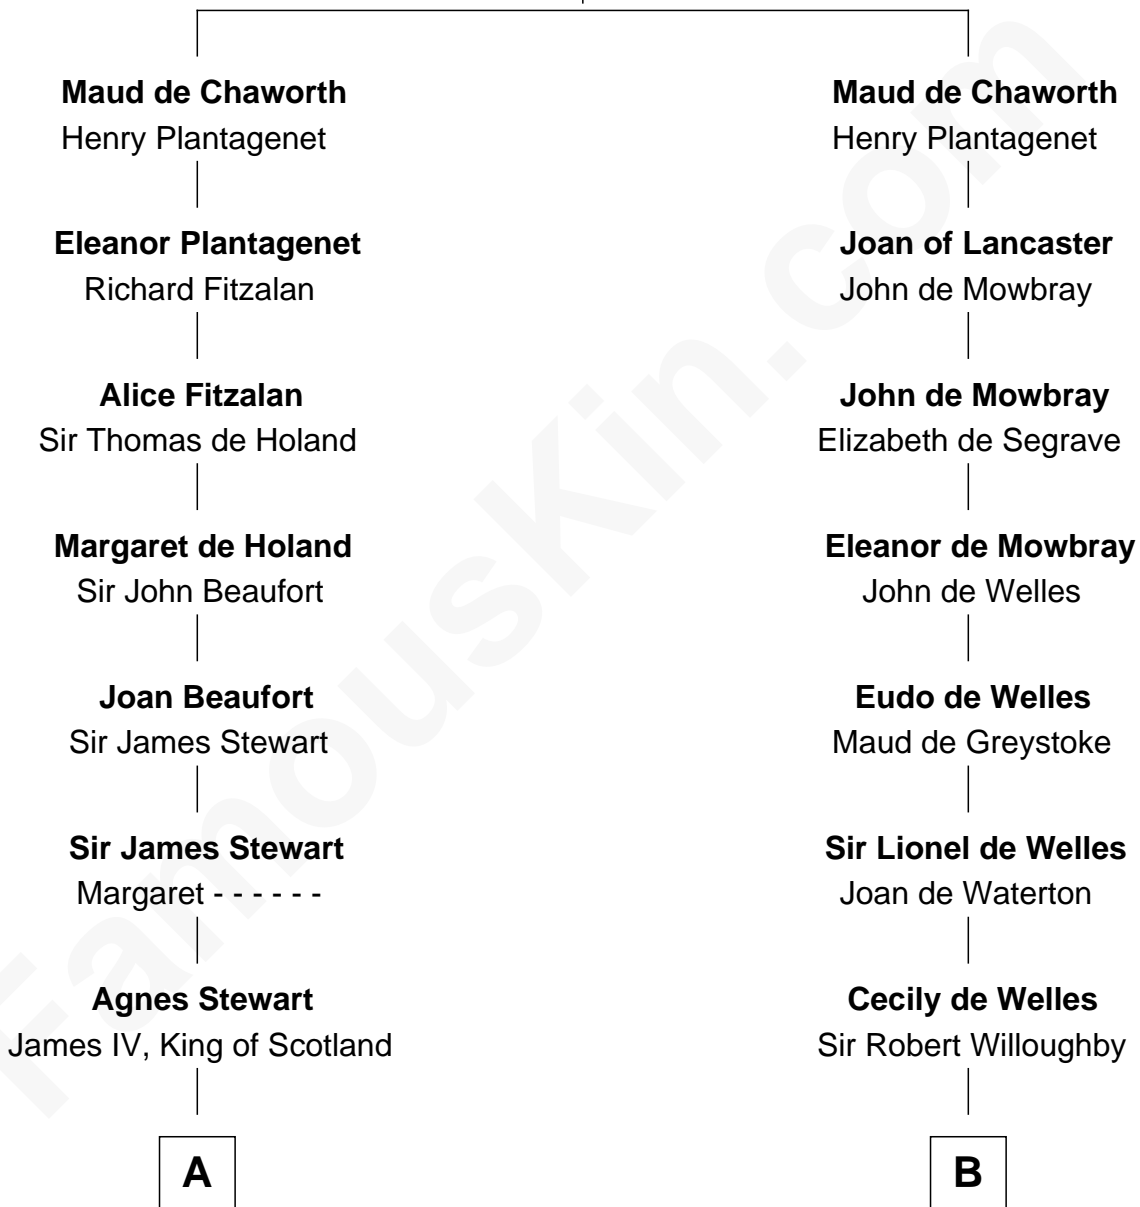 Maud de Chaworth
Henry Plantagenet
Eleanor Plantagenet
Richard Fitzalan
Alice Fitzalan
Sir Thomas de Holand
Margaret de Holand
Sir John Beaufort
Joan Beaufort
Sir James Stewart
Sir James Stewart
Margaret - - - - - -
Agnes Stewart
James IV, King of Scotland
A
Maud de Chaworth
Henry Plantagenet
Joan of Lancaster
John de Mowbray
John de Mowbray
Elizabeth de Segrave
Eleanor de Mowbray
John de Welles
Eudo de Welles
Maud de Greystoke
Sir Lionel de Welles
Joan de Waterton
Cecily de Welles
Sir Robert Willoughby
B
FamousKin.com